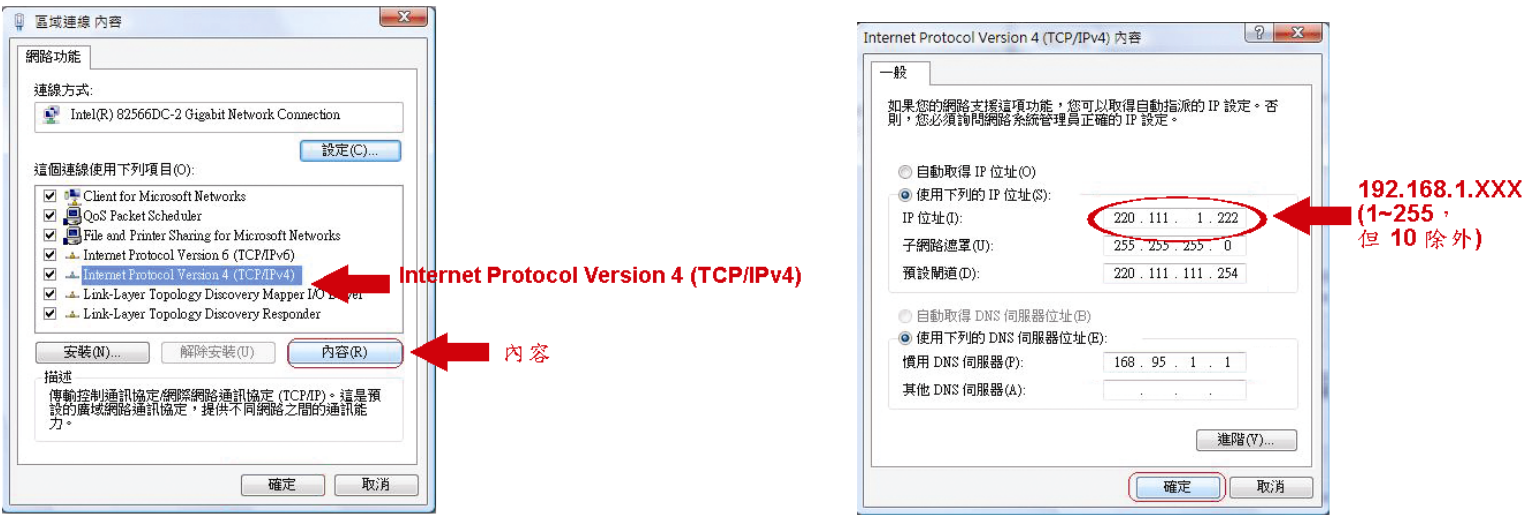 區域連線 內容
網路功能
連線方式:
Intel(R) 82566DC-2 Gigabit Network Connection
設定(C)...
這個連線使用下列項目(O):
Client for Microsoft Networks
QoS Packet Scheduler
File and Printer Sharing for Microsoft Networks
Internet Protocol Version 6 (TCP/IPv6)
Internet Protocol Version 4 (TCP/IPv4)
Link-Layer Topology Discovery Mapper I/O
Link-Layer Topology Discovery Responder
安裝(N)...
解除安裝(U)
內容(R)
描述
傳輸控制通訊協定/網際網路通訊協定 (TCP/IP)。這是預
設的廣域網路通訊協定，提供不同網路之間的通訊能
力。
確定
取消
Internet Protocol Version 4 (TCP/IPv4)
內容
Internet Protocol Version 4 (TCP/IPv4) 內容
一般
如果您的網路支援這項功能，您可以取得自動指派的 IP 設定。否
則，您必須詢問網路系統管理員正確的 IP 設定。
自動取得 IP 位址(O)
使用下列的 IP 位址(S):
IP 位址(I): 220 . 111 . 1 . 222
子網路遮罩(U): 255 . 255 . 255 . 0
預設閘道(D): 220 . 111 . 111 . 254
自動取得 DNS 伺服器位址(B)
使用下列的 DNS 伺服器位址(E):
慣用 DNS 伺服器(P): 168 . 95 . 1 . 1
其他 DNS 伺服器(A): . . .
進階(V)...
確定
取消
192.168.1.XXX
(1~255，
但 10 除外)